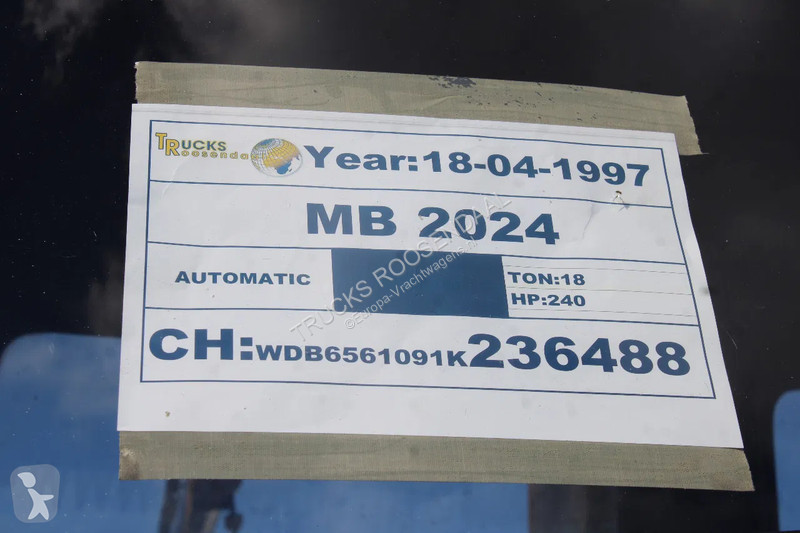 TRUCKS
Roosendaal
Year:18-04-1997
MB 2024
AUTOMATIC
TON:18
HP:240
CH:WDB6561091K236488
TRUCKS ROOSENDAAL
©Europa-Vrachtwagens.nl